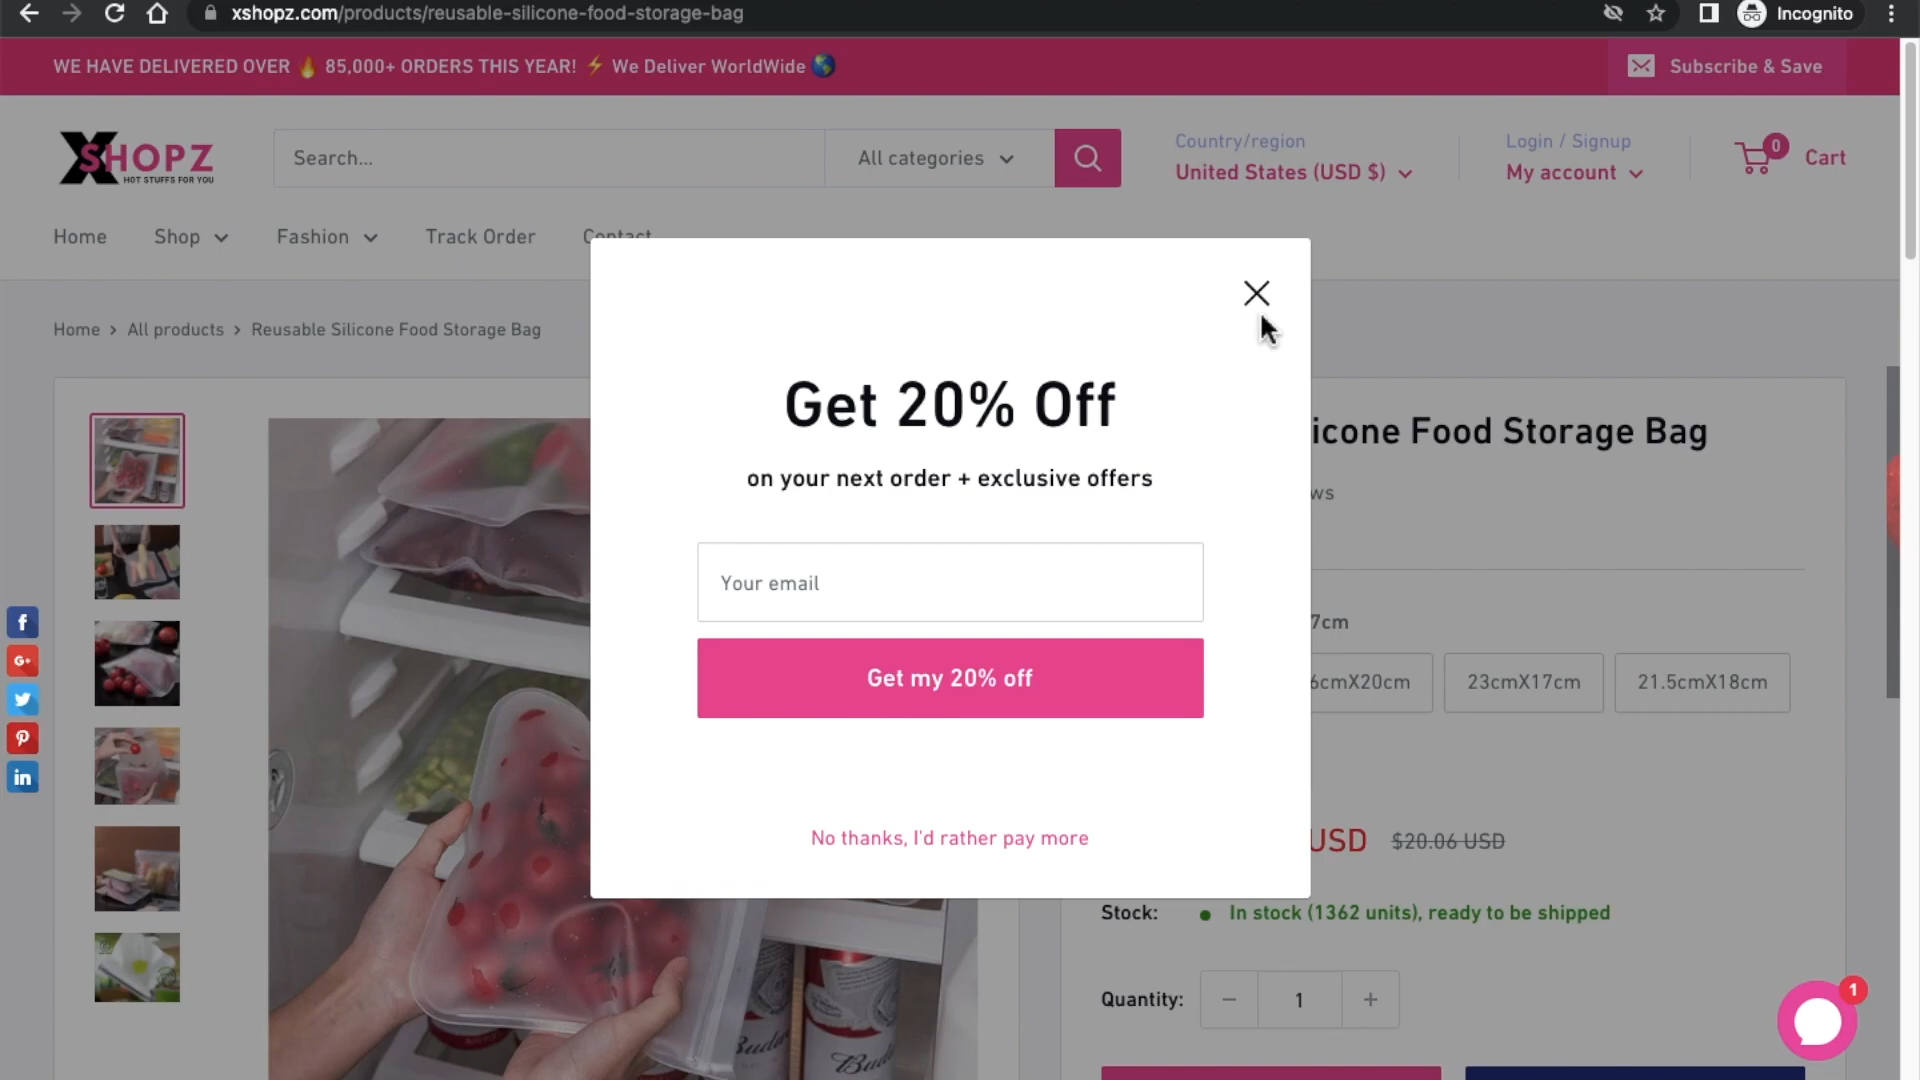 xshopz.com/products/reusable-silicone-food-storage-bag
Incognito
WE HAVE DELIVERED OVER 🔥 85,000+ ORDERS THIS YEAR! ⚡ We Deliver WorldWide 🌎
Subscribe & Save
XSHOPZ
HOT STUFFS FOR YOU
Search...
All categories
Country/region
United States (USD $)
Login / Signup
My account
0
Cart
Home
Shop
Fashion
Track Order
Contact
Home > All products > Reusable Silicone Food Storage Bag
Get 20% Off
on your next order + exclusive offers
Your email
Get my 20% off
No thanks, I'd rather pay more
icone Food Storage Bag
ws
7cm
6cmX20cm
23cmX17cm
21.5cmX18cm
USD
$20.06 USD
Stock:
In stock (1362 units), ready to be shipped
Quantity:
− 1 +
1
f
G+
in